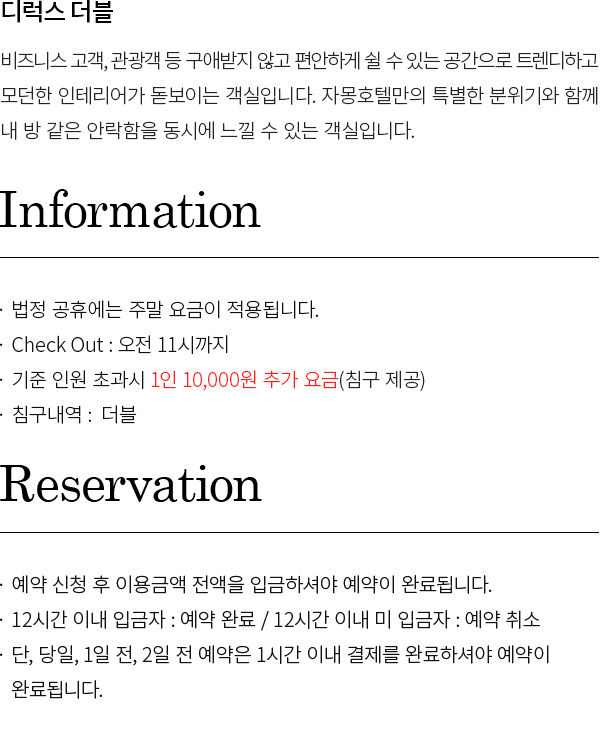 디럭스 더블
비즈니스 고객, 관광객 등 구애받지 않고 편안하게 쉴 수 있는 공간으로 트렌디하고
모던한 인테리어가 돋보이는 객실입니다. 자몽호텔만의 특별한 분위기와 함께
내 방 같은 안락함을 동시에 느낄 수 있는 객실입니다.
Information
· 법정 공휴에는 주말 요금이 적용됩니다.
· Check Out : 오전 11시까지
· 기준 인원 초과시 1인 10,000원 추가 요금(침구 제공)
· 침구내역 : 더블
Reservation
· 예약 신청 후 이용금액 전액을 입금하셔야 예약이 완료됩니다.
· 12시간 이내 입금자 : 예약 완료 / 12시간 이내 미 입금자 : 예약 취소
· 단, 당일, 1일 전, 2일 전 예약은 1시간 이내 결제를 완료하셔야 예약이
완료됩니다.